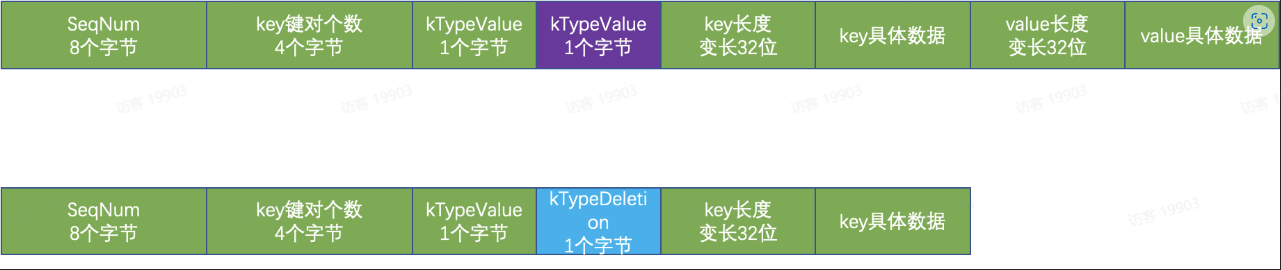 SeqNum
8个字节
key键对个数
4个字节
kTypeValue
1个字节
kTypeValue
1个字节
key长度
变长32位
key具体数据
value长度
变长32位
value具体数据
访客 19903
访客 19903
访客 19903
访客 19903
访客 19903
访客
SeqNum
8个字节
key键对个数
4个字节
kTypeValue
1个字节
kTypeDeleti
on
1个字节
key长度
变长32位
key具体数据
访客 19903